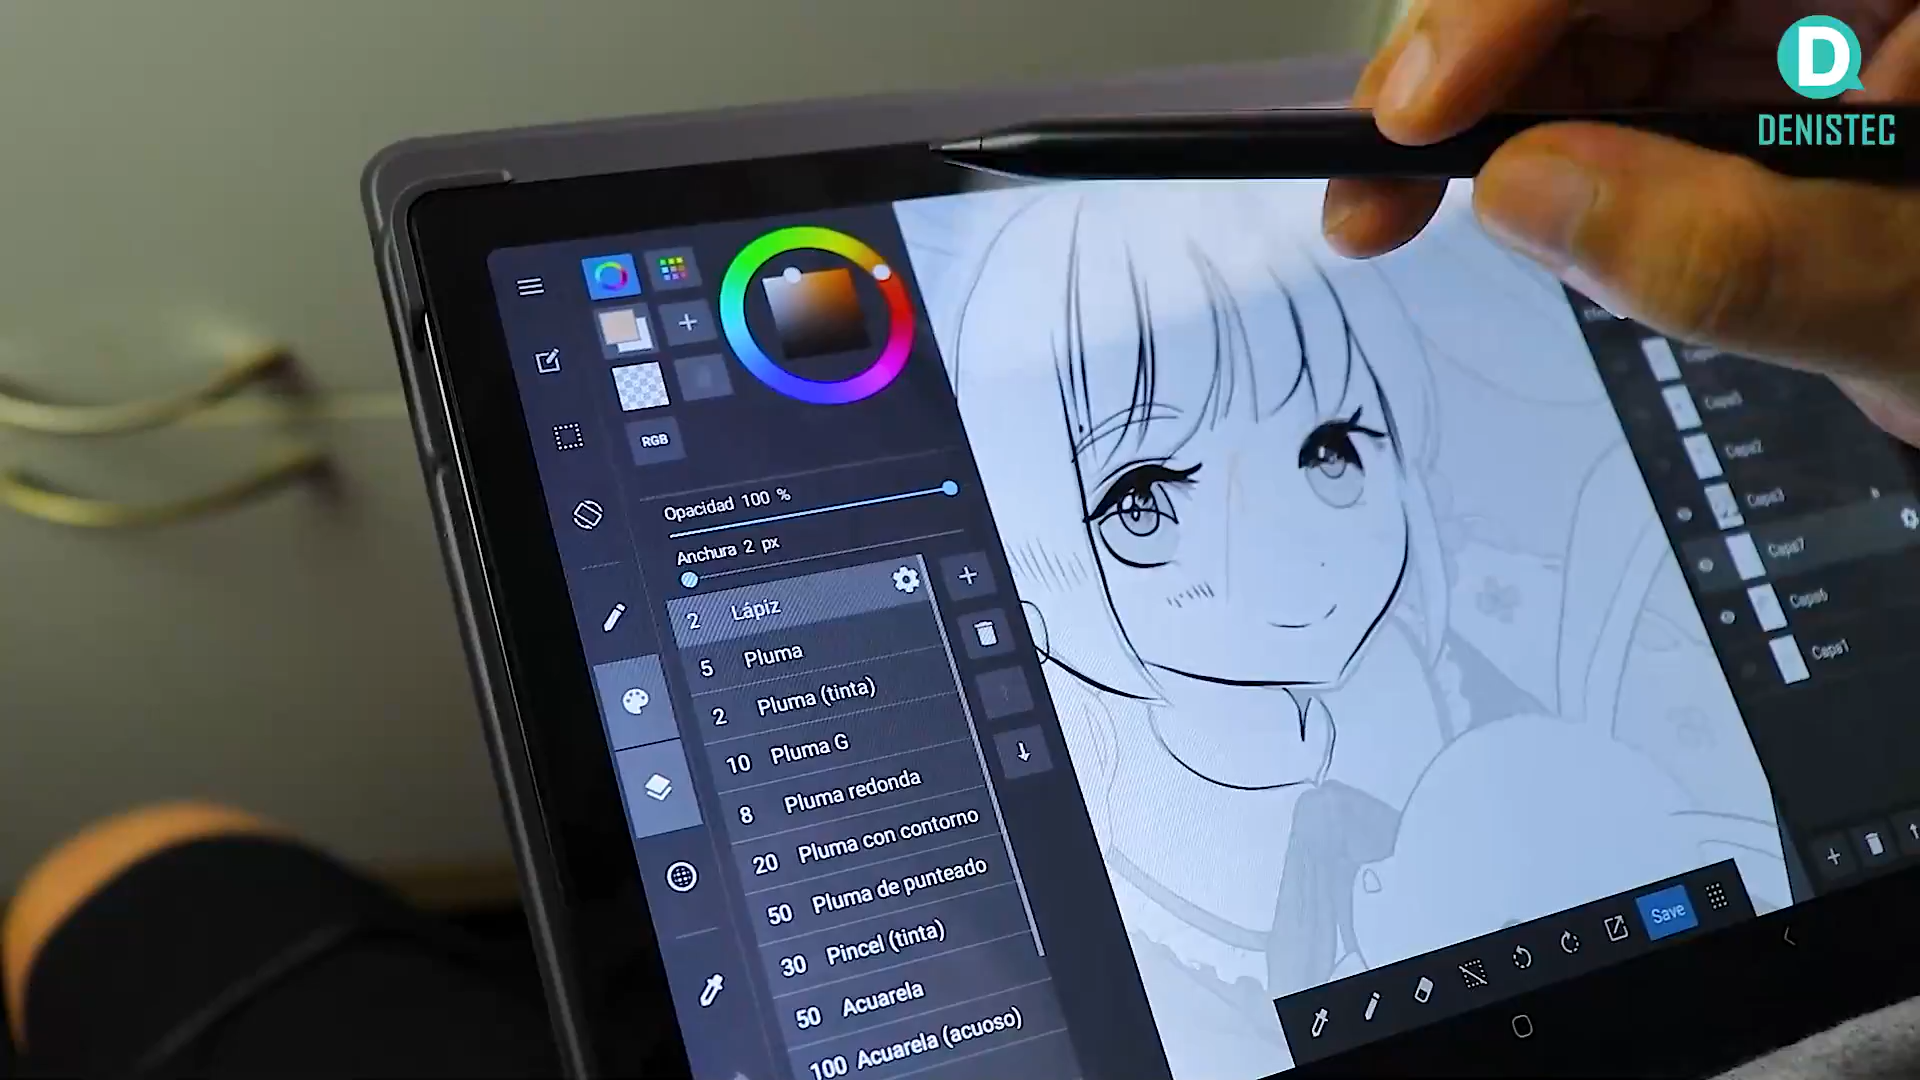 DENISTEC
RGB
Opacidad 100 %
Anchura 2 px
2 Lápiz
5 Pluma
2 Pluma (tinta)
10 Pluma G
8 Pluma redonda
20 Pluma con contorno
50 Pluma de punteado
30 Pincel (tinta)
50 Acuarela
100 Acuarela (acuoso)
Capa2
Capa3
Capa7
Capa6
Capa1
Save